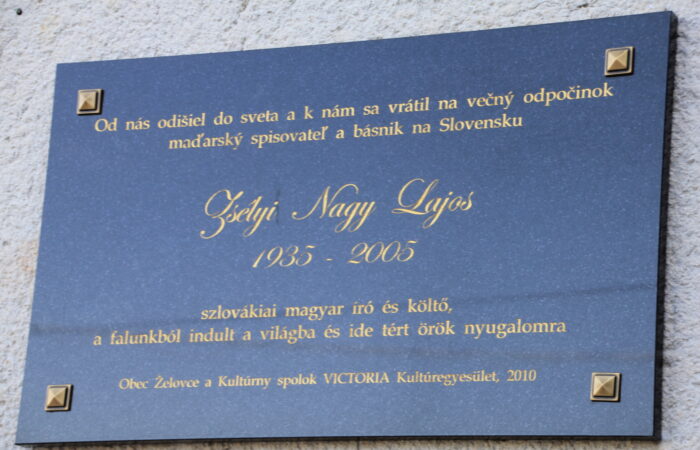 Od nás odišiel do sveta a k nám sa vrátil na večný odpočinok
maďarský spisovateľ a básnik na Slovensku
Zselyi Nagy Lajos
1935 - 2005
szlovákiai magyar író és költő,
a falunkból indult a világba és ide tért örök nyugalomra
Obec Želovce a Kultúrny spolok VICTORIA Kultúregyesület, 2010